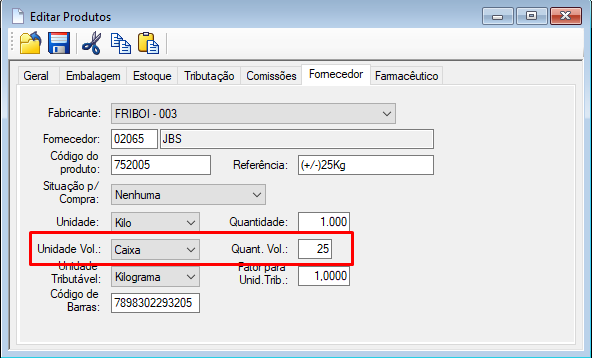 Editar Produtos
Geral Embalagem Estoque Tributação Comissões Fornecedor Farmacêutico
Fabricante: FRIBOI - 003
Fornecedor: 02065 JBS
Código do produto: 752005 Referência: (+/-)25Kg
Situação p/ Compra: Nenhuma
Unidade: Kilo Quantidade: 1.000
Unidade Vol.: Caixa Quant. Vol.: 25
Unidade Tributável: Kilograma Fator para Unid.Trib.: 1,0000
Código de Barras: 7898302293205